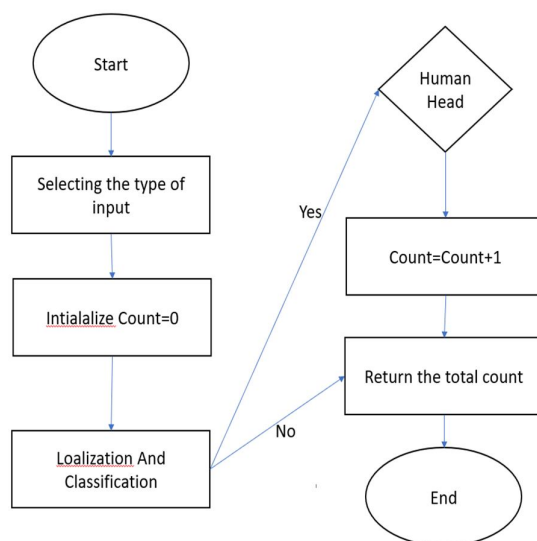 Start
Selecting the type of
input
Intialalize Count=0
Loalization And
Classification
Yes
No
Human
Head
Count=Count+1
Return the total count
End